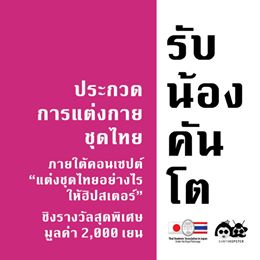 ประกวด
การแต่งกาย
ชุดไทย
ภายใต้คอนเซปต์
“แต่งชุดไทยอย่างไร
ให้ฮิปสเตอร์”
ชิงรางวัลสุดพิเศษ
มูลค่า 2,000 เยน
รับ
น้อง
คัน
โต